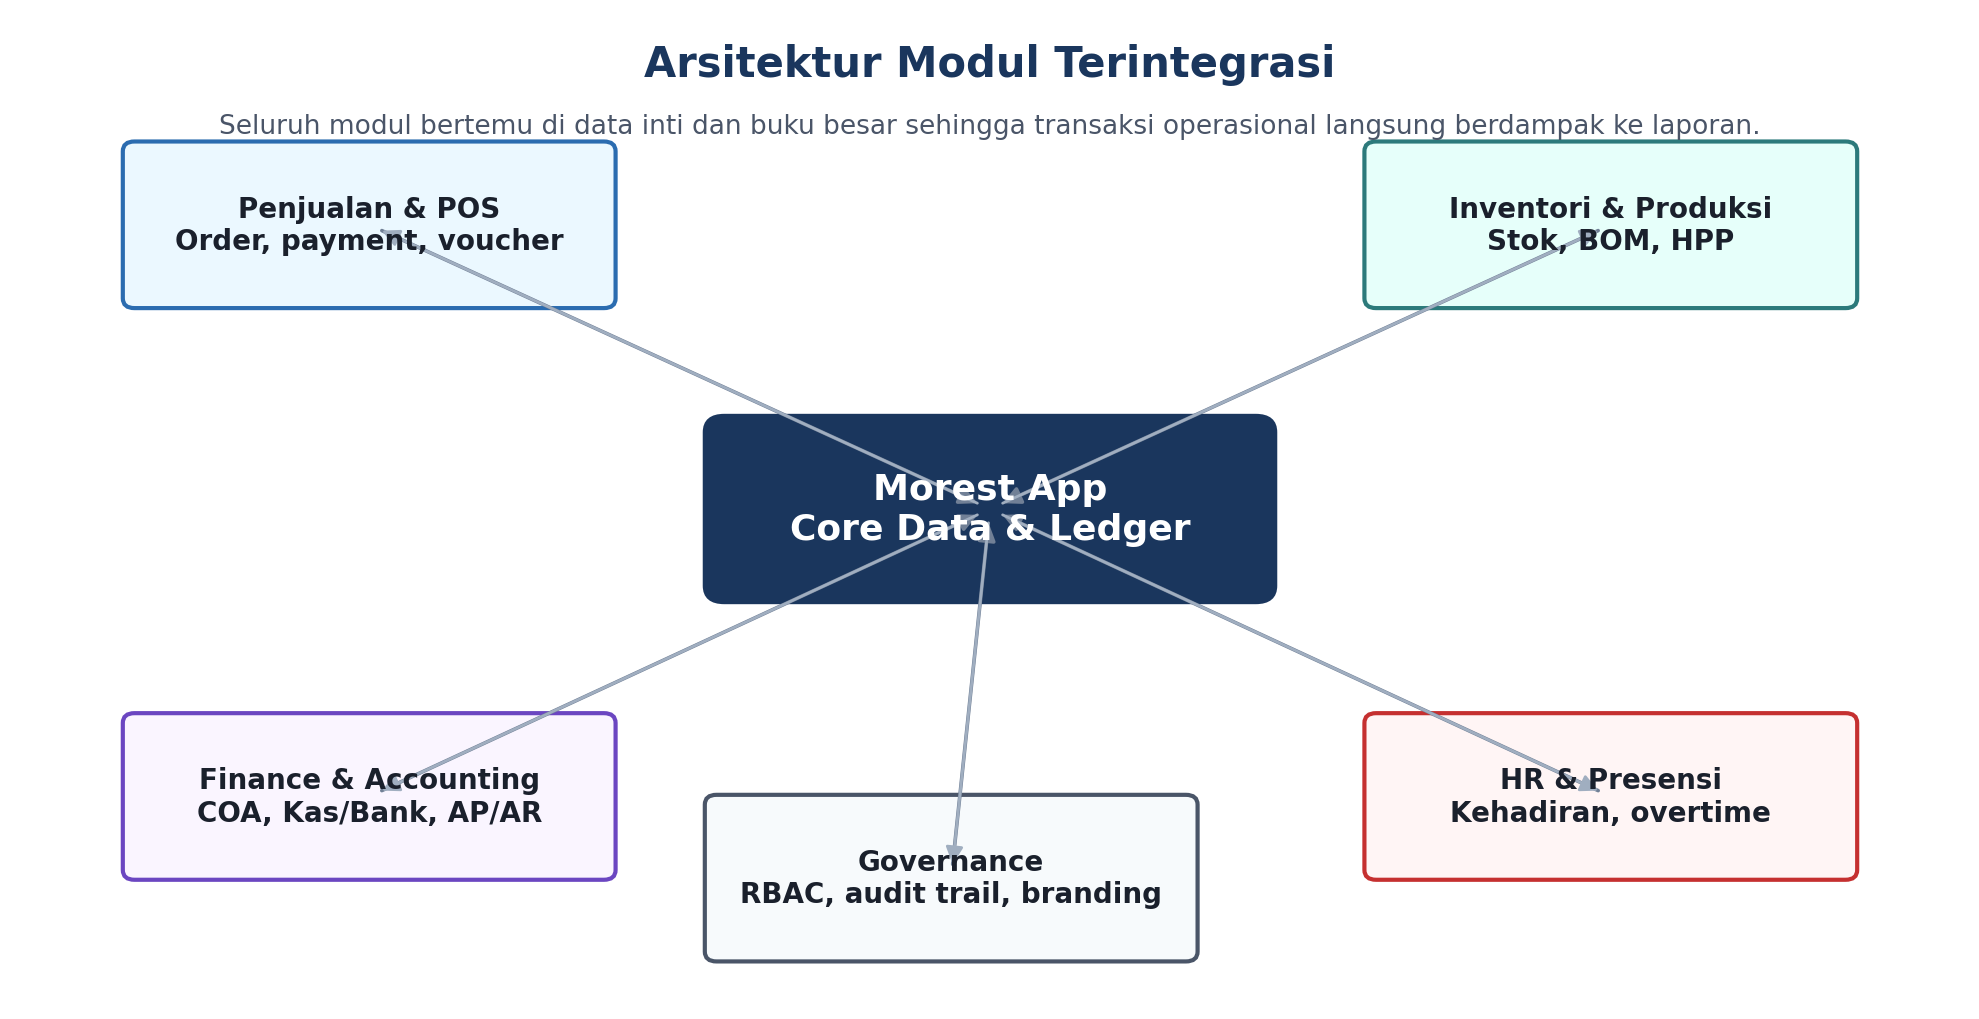 Arsitektur Modul Terintegrasi
Seluruh modul bertemu di data inti dan buku besar sehingga transaksi operasional langsung berdampak ke laporan.
Penjualan & POS
Order, payment, voucher
Inventori & Produksi
Stok, BOM, HPP
Morest App
Core Data & Ledger
Finance & Accounting
COA, Kas/Bank, AP/AR
HR & Presensi
Kehadiran, overtime
Governance
RBAC, audit trail, branding